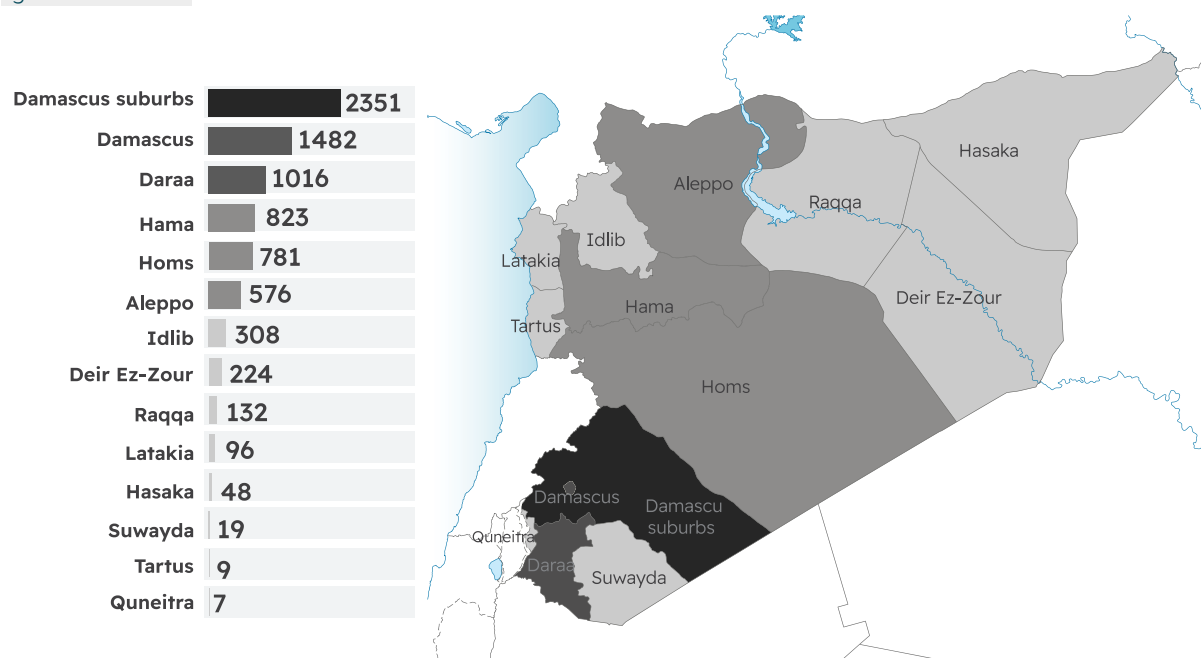 Damascus suburbs 2351
Damascus 1482
Daraa 1016
Hama 823
Homs 781
Aleppo 576
Idlib 308
Deir Ez-Zour 224
Raqqa 132
Latakia 96
Hasaka 48
Suwayda 19
Tartus 9
Quneitra 7
Hasaka
Aleppo
Raqqa
Idlib
Latakia
Deir Ez-Zour
Hama
Tartus
Homs
Damascus
Damascu
suburbs
Quneitra
Daraa
Suwayda